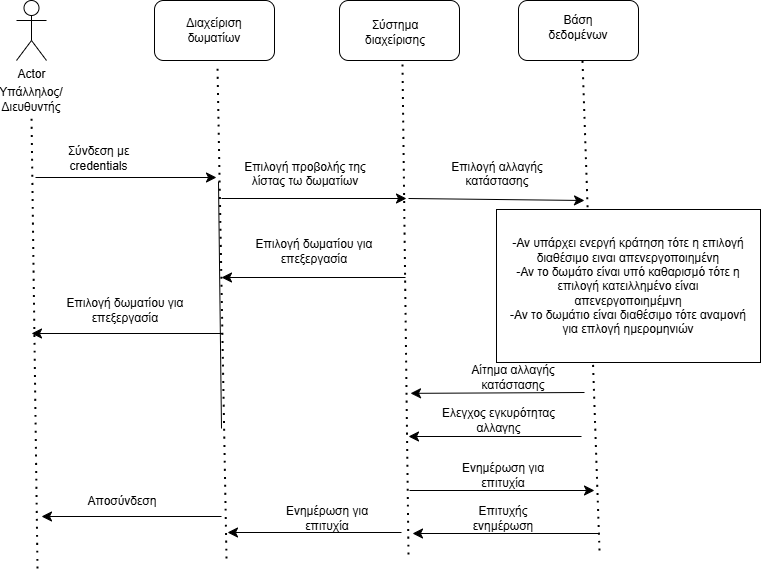 Actor
Υπάλληλος/
Διευθυντής
Διαχείριση
δωματίων
Σύστημα
διαχείρισης
Βάση
δεδομένων
Σύνδεση με
credentials
Επιλογή προβολής της
λίστας τω δωματίων
Επιλογή αλλαγής
κατάστασης
-Αν υπάρχει ενεργή κράτηση τότε η επιλογή
διαθέσιμο ειναι απενεργοποιημένη
-Αν το δωμάτο είναι υπό καθαρισμό τότε η
επιλογή κατειλλημένο είναι
απενεργοποιημέμνη
-Αν το δωμάτιο είναι διαθέσιμο τότε αναμονή
για επλογή ημερομηνιών
Επιλογή δωματίου για
επεξεργασία
Επιλογή δωματίου για
επεξεργασία
Αίτημα αλλαγής
κατάστασης
Ελεγχος εγκυρότητας
αλλαγης
Ενημέρωση για
επιτυχία
Αποσύνδεση
Ενημέρωση για
επιτυχία
Επιτυχής
ενημέρωση